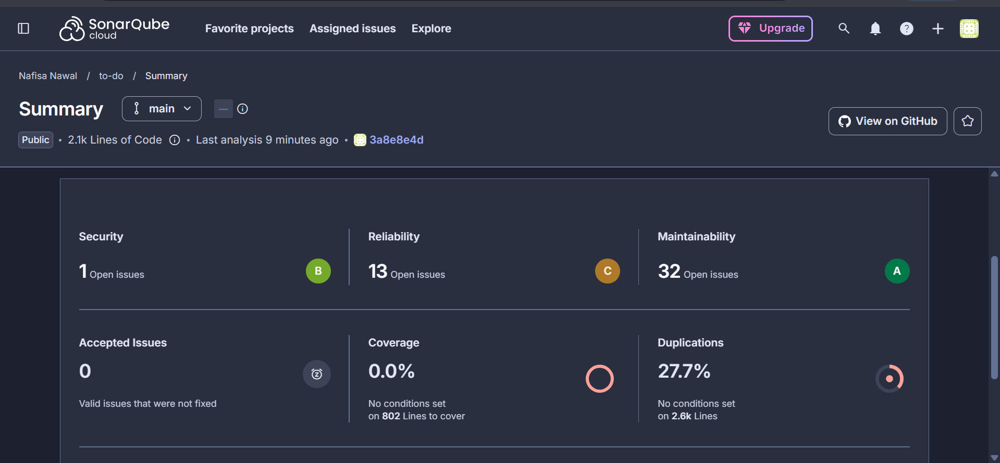 SonarQube
cloud
Favorite projects
Assigned issues
Explore
Upgrade
?
Nafisa Nawal / to-do / Summary
Summary
main
—
Public • 2.1k Lines of Code • Last analysis 9 minutes ago • 3a8e8e4d
View on GitHub
Security
1 Open issues
B
Reliability
13 Open issues
C
Maintainability
32 Open issues
A
Accepted Issues
0
Valid issues that were not fixed
Coverage
0.0%
No conditions set
on 802 Lines to cover
Duplications
27.7%
No conditions set
on 2.6k Lines